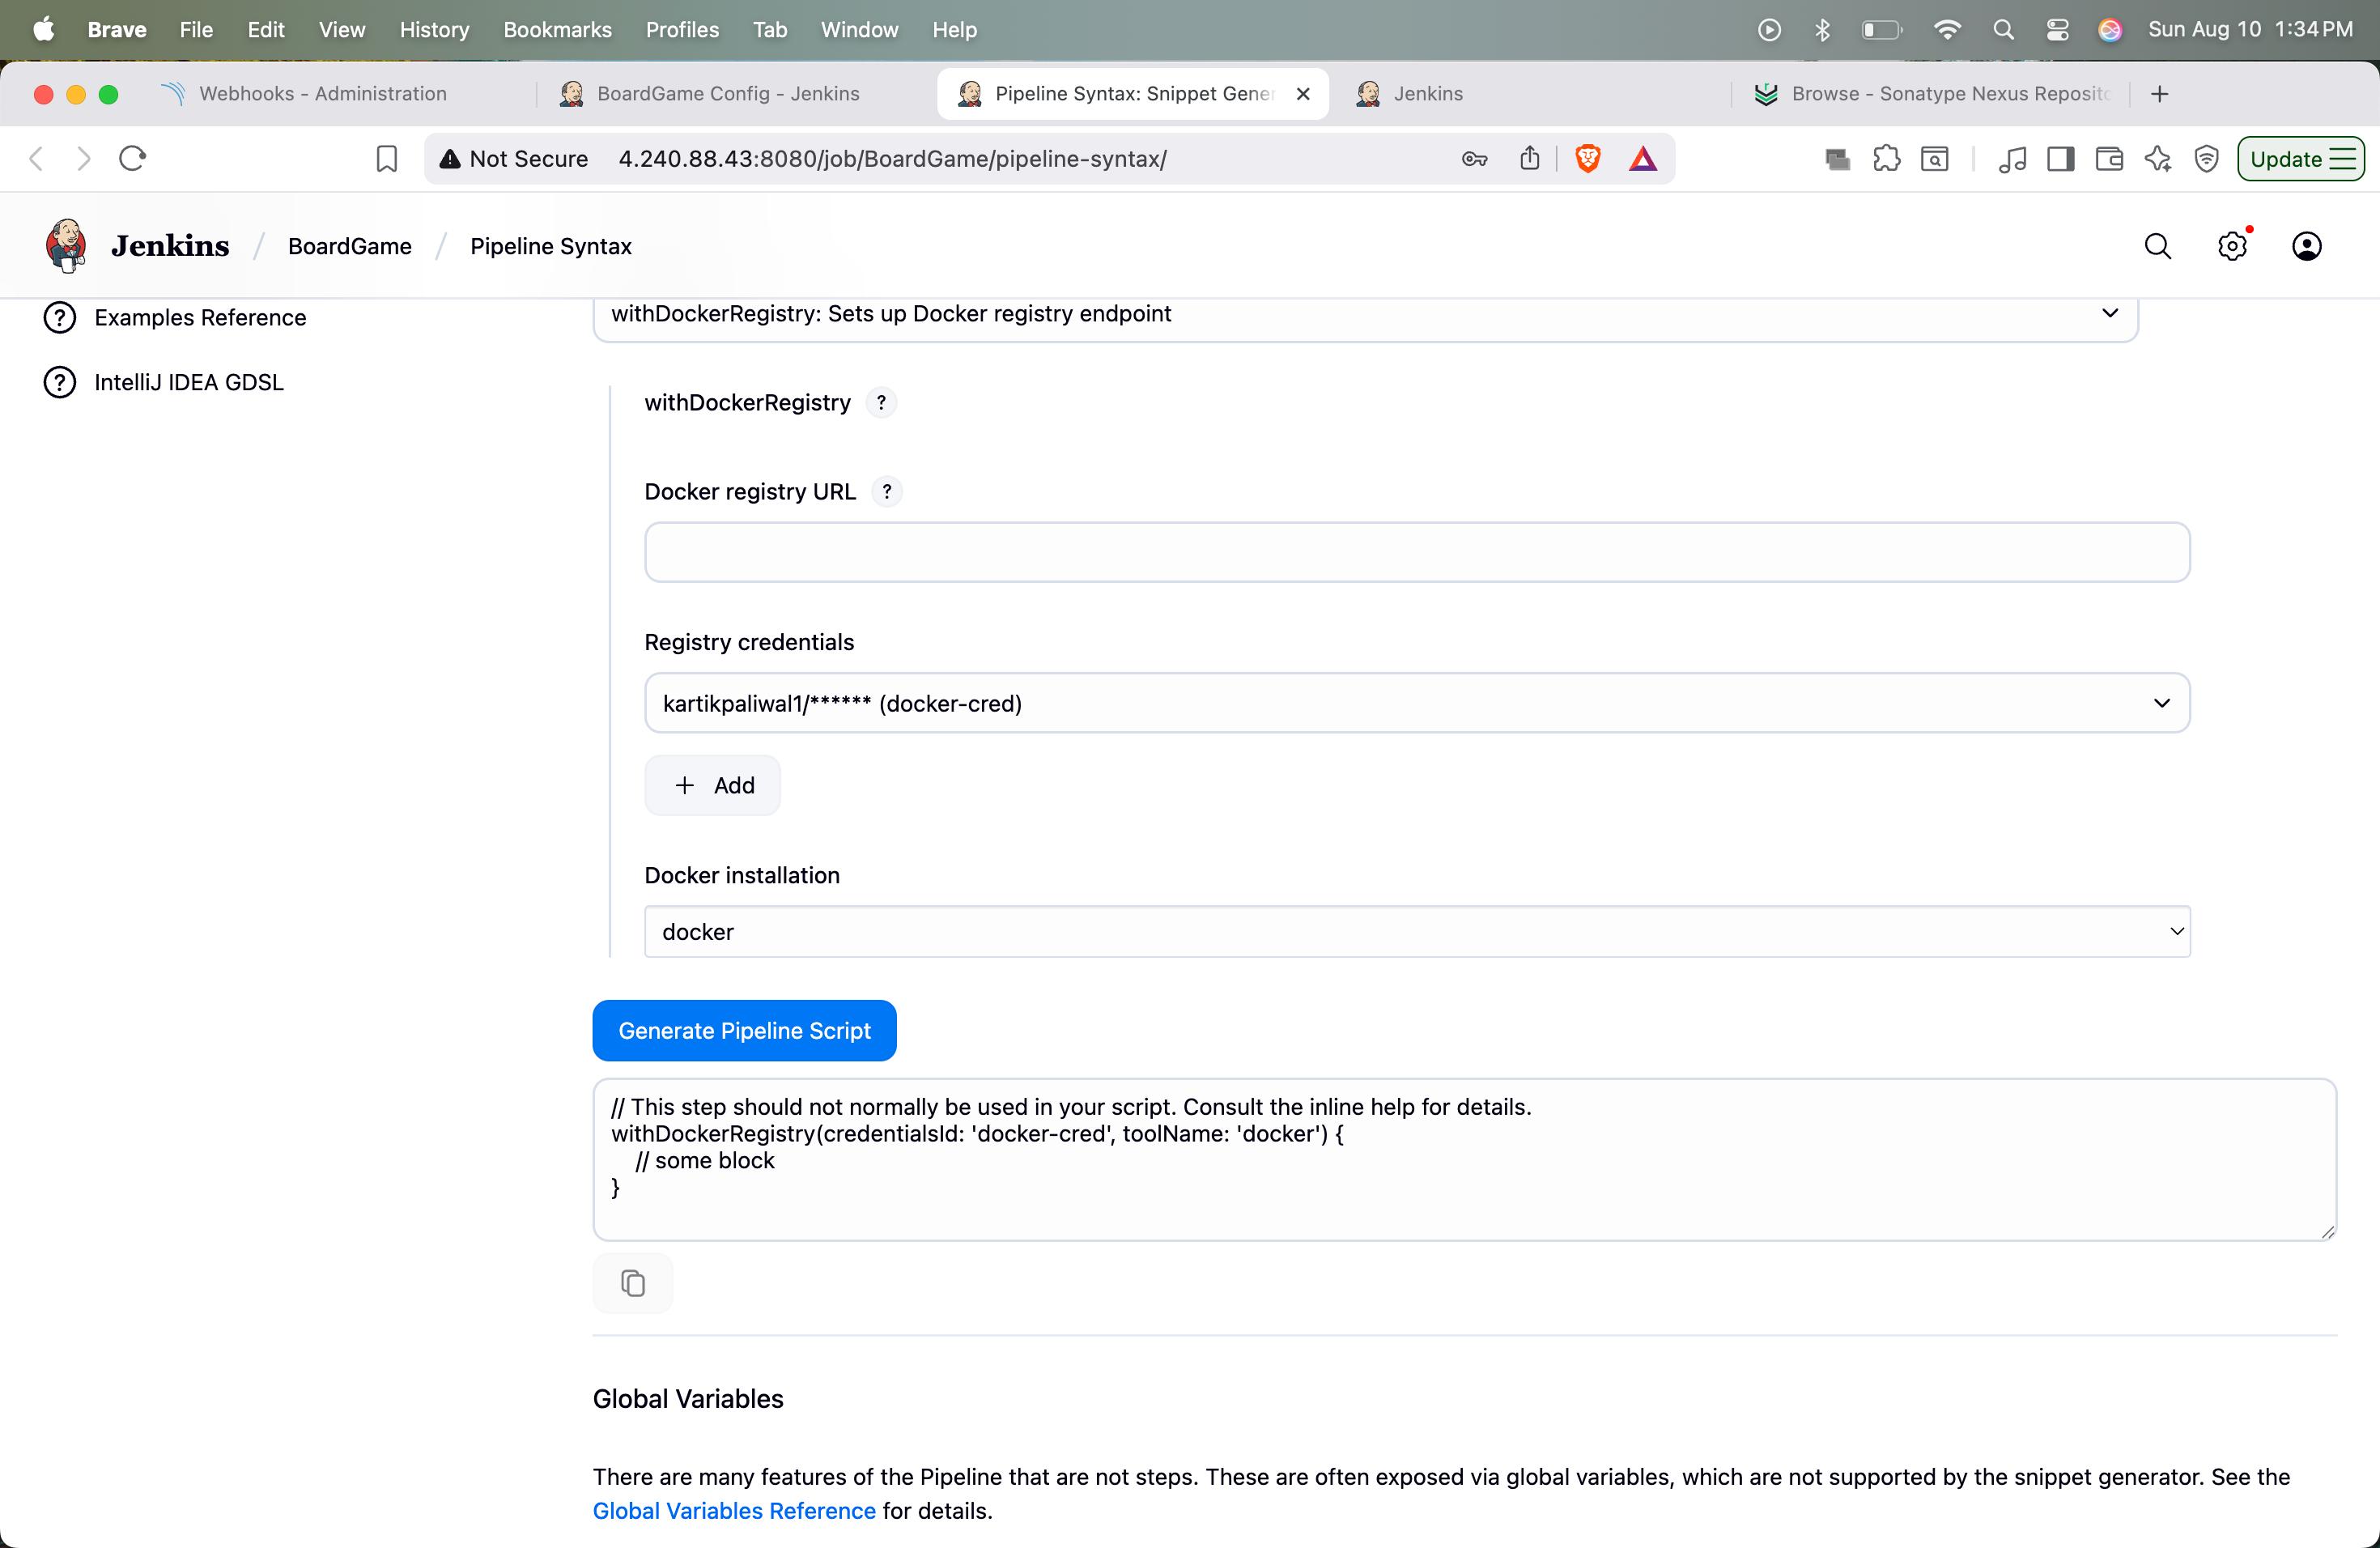 Brave File Edit View History Bookmarks Profiles Tab Window Help Sun Aug 10 1:34 PM
Webhooks - Administration
BoardGame Config - Jenkins
Pipeline Syntax: Snippet Gener
Jenkins
Browse - Sonatype Nexus Reposito
Not Secure 4.240.88.43:8080/job/BoardGame/pipeline-syntax/
Update
Jenkins / BoardGame / Pipeline Syntax
Examples Reference
IntelliJ IDEA GDSL
withDockerRegistry: Sets up Docker registry endpoint
withDockerRegistry ?
Docker registry URL ?
Registry credentials
kartikpaliwal1/****** (docker-cred)
+ Add
Docker installation
docker
Generate Pipeline Script
// This step should not normally be used in your script. Consult the inline help for details.
withDockerRegistry(credentialsId: 'docker-cred', toolName: 'docker') {
// some block
}
Global Variables
There are many features of the Pipeline that are not steps. These are often exposed via global variables, which are not supported by the snippet generator. See the
Global Variables Reference for details.